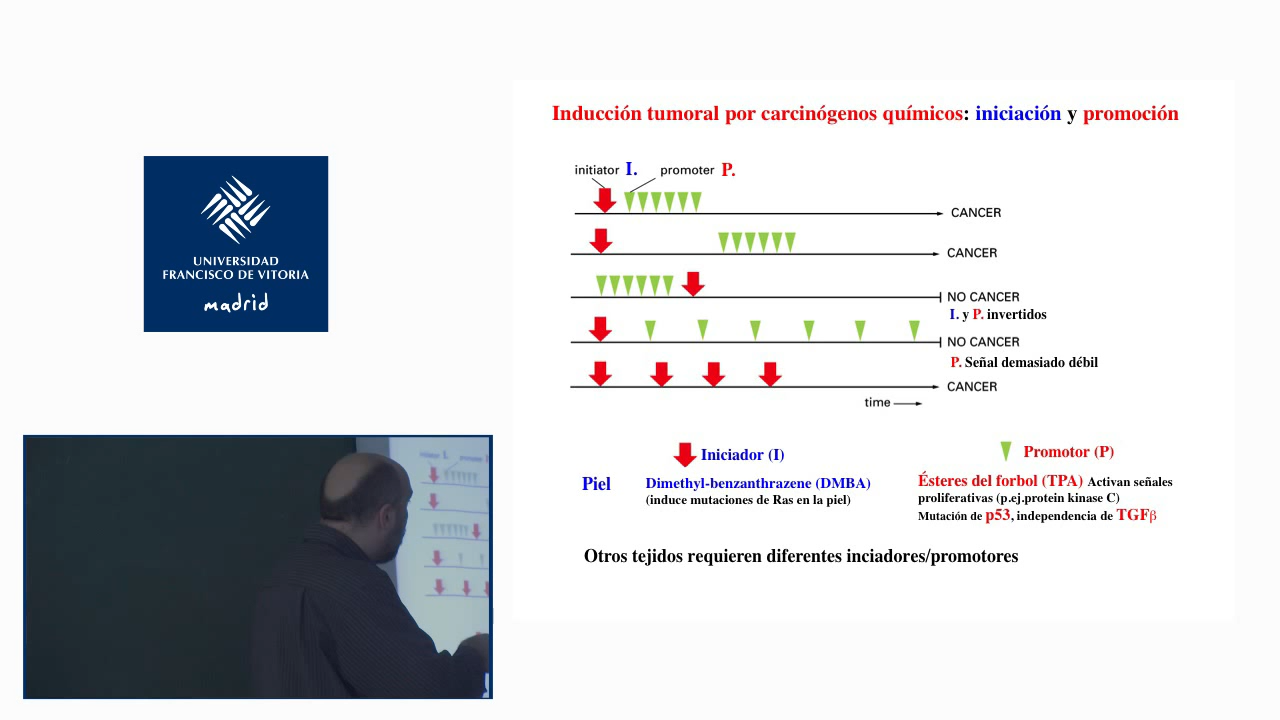 UNIVERSIDAD
FRANCISCO DE VITORIA
madrid
Inducción tumoral por carcinógenos químicos: iniciación y promoción
initiator I. promoter P.
CANCER
CANCER
NO CANCER
I. y P. invertidos
NO CANCER
P. Señal demasiado débil
CANCER
time
Iniciador (I)
Promotor (P)
Piel
Dimethyl-benzanthrazene (DMBA)
(induce mutaciones de Ras en la piel)
Ésteres del forbol (TPA) Activan señales
proliferativas (p.ej.protein kinase C)
Mutación de p53, independencia de TGFβ
Otros tejidos requieren diferentes inciadores/promotores